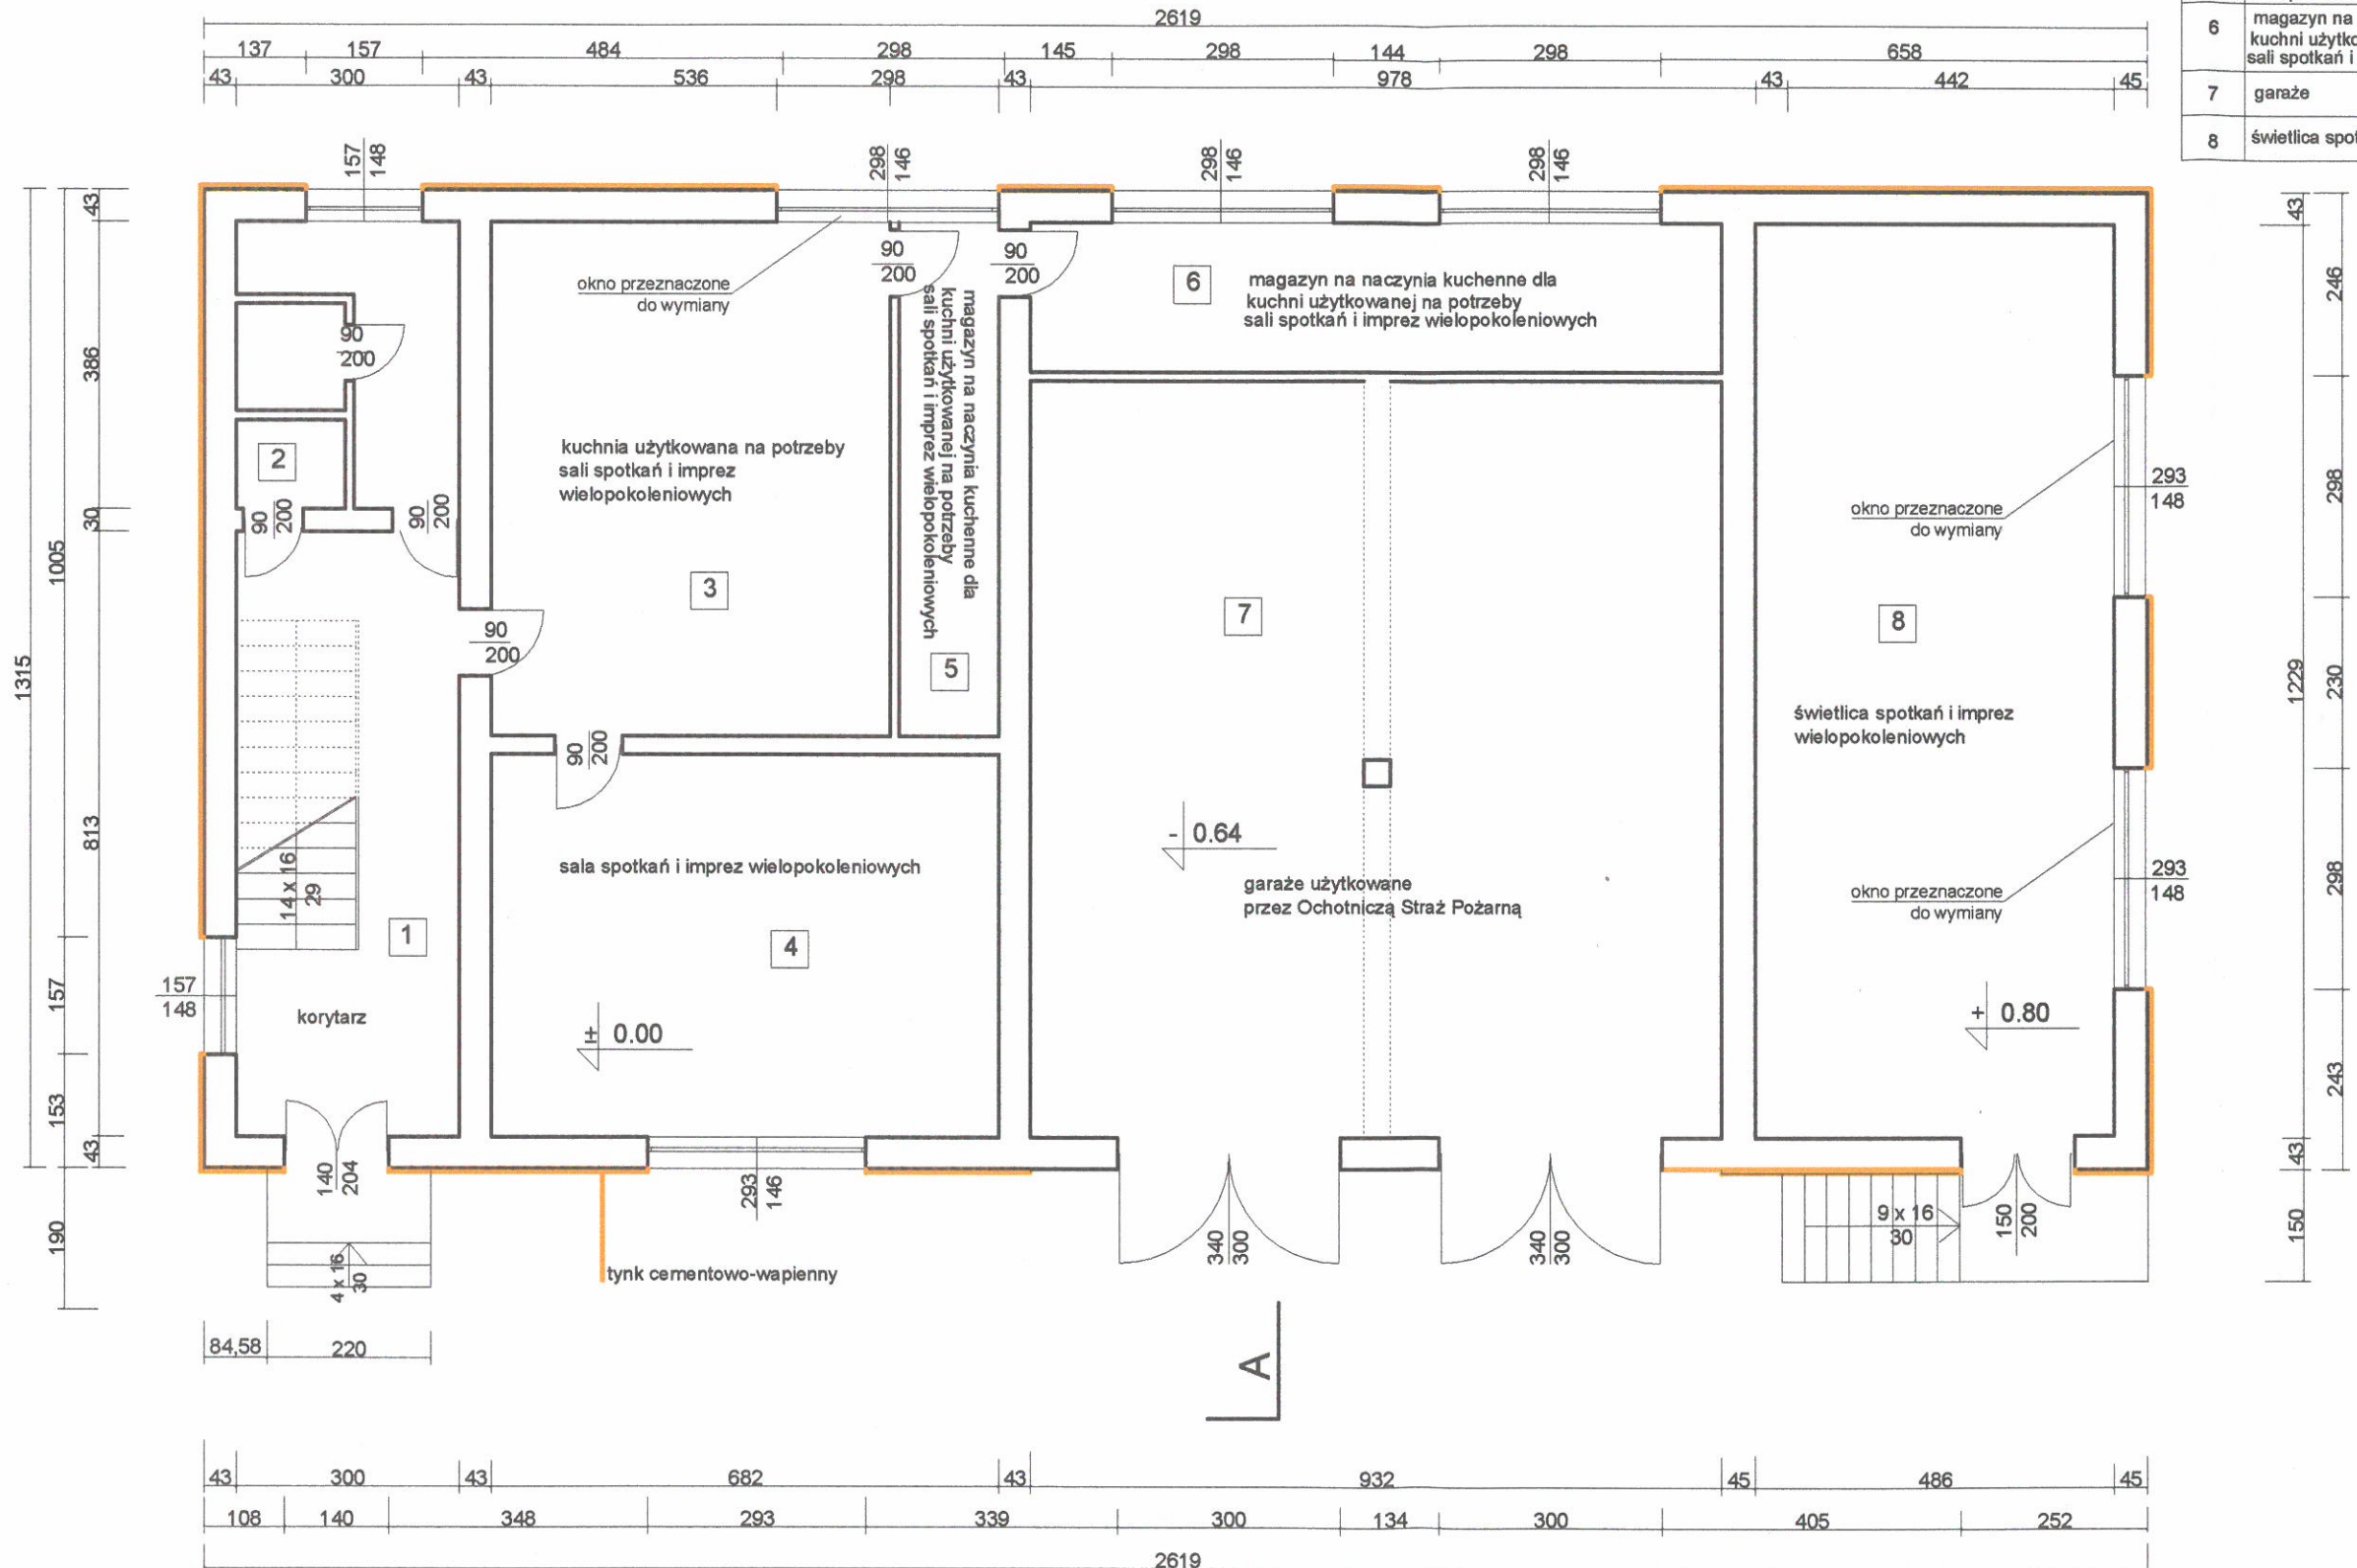 2619
137 157 484 298 145 298 144 298 658
43 300 43 536 298 43 978 43 442 45
6 magazyn na
kuchni
sali spotkań i
7 garaże
8 świetlica
157
148
298
146
298
146
298
146
1315
43
386
30
1005
813
157
153
43
190
okno przeznaczone
do wymiany
90
200
90
200
6
magazyn na naczynia kuchenne dla
kuchni użytkowanej na potrzeby
sali spotkań i imprez wielopokoleniowych
90
200
2
90
200
90
200
kuchnia użytkowana na potrzeby
sali spotkań i imprez
wielopokoleniowych
3
magazyn na naczynia kuchenne dla
kuchni użytkowanej na potrzeby
sali spotkań i imprez wielopokoleniowych
5
90
200
90
200
7
8
okno przeznaczone
do wymiany
293
148
świetlica spotkań i imprez
wielopokoleniowych
- 0.64
garaże użytkowane
przez Ochotniczą Straż Pożarną
okno przeznaczone
do wymiany
293
148
+ 0.80
14 x 16
29
1
korytarz
157
148
sala spotkań i imprez wielopokoleniowych
4
± 0.00
43
246
298
230
1229
298
243
43
150
140
204
4 x 16
30
293
146
tynk cementowo-wapienny
340
300
340
300
9 x 16
30
150
200
84,58 220
A
43 300 43 682 43 932 45 486 45
108 140 348 293 339 300 134 300 405 252
2619